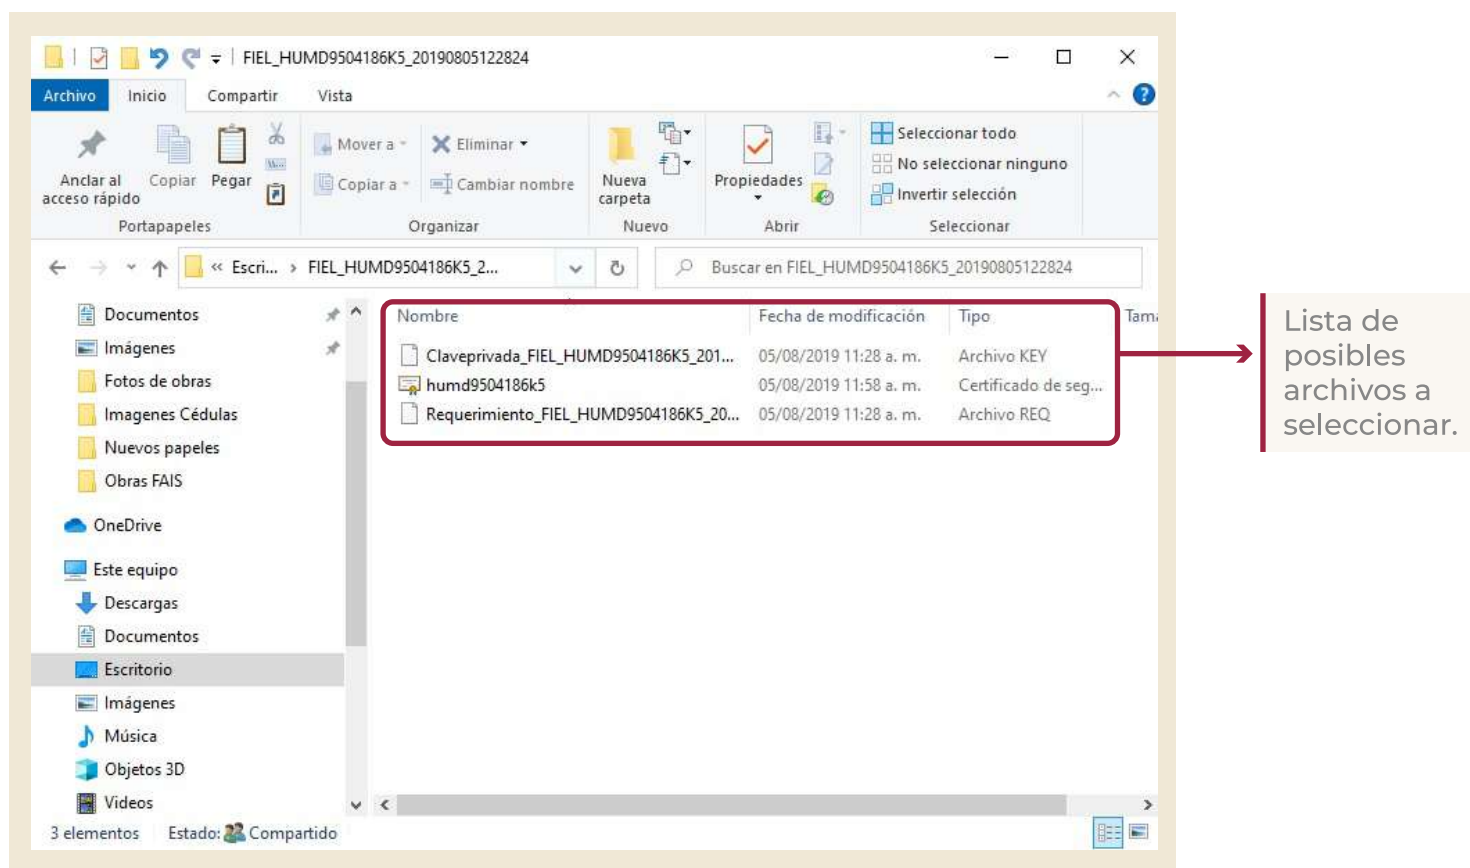 FIEL_HUMD9504186K5_20190805122824
Archivo Inicio Compartir Vista
Anclar al acceso rápido
Copiar
Pegar
Mover a
Copiar a
Eliminar
Cambiar nombre
Nueva carpeta
Propiedades
Seleccionar todo
No seleccionar ninguno
Invertir selección
Portapapeles Organizar Nuevo Abrir Seleccionar
« Escri... › FIEL_HUMD9504186K5_2...
Buscar en FIEL_HUMD9504186K5_20190805122824
Documentos
Imágenes
Fotos de obras
Imagenes Cédulas
Nuevos papeles
Obras FAIS
OneDrive
Este equipo
Descargas
Documentos
Escritorio
Imágenes
Música
Objetos 3D
Videos
Nombre Fecha de modificación Tipo Tama
Claveprivada_FIEL_HUMD9504186K5_201... 05/08/2019 11:28 a. m. Archivo KEY
humd9504186k5 05/08/2019 11:58 a. m. Certificado de seg...
Requerimiento_FIEL_HUMD9504186K5_20... 05/08/2019 11:28 a. m. Archivo REQ
3 elementos Estado: Compartido
Lista de
posibles
archivos a
seleccionar.